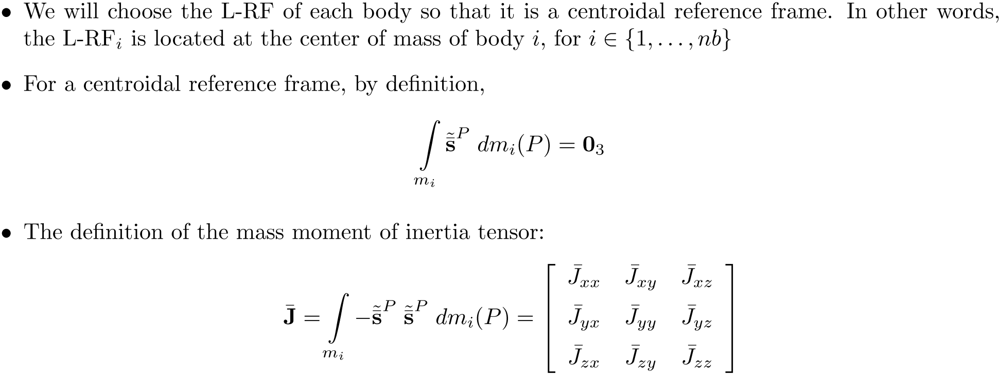 • We will choose the L-RF of each body so that it is a centroidal reference frame. In other words,
the L-RFᵢ is located at the center of mass of body i, for i ∈ {1, . . . , nb}
• For a centroidal reference frame, by definition,
$\int\limits_{m_i} \tilde{\bar{\mathbf{s}}}^P \, dm_i(P) = \mathbf{0}_3$
• The definition of the mass moment of inertia tensor:
$\bar{\mathbf{J}} = \int\limits_{m_i} -\tilde{\bar{\mathbf{s}}}^P \, \tilde{\bar{\mathbf{s}}}^P \, dm_i(P) = \begin{bmatrix} \bar{J}_{xx} & \bar{J}_{xy} & \bar{J}_{xz} \\ \bar{J}_{yx} & \bar{J}_{yy} & \bar{J}_{yz} \\ \bar{J}_{zx} & \bar{J}_{zy} & \bar{J}_{zz} \end{bmatrix}$